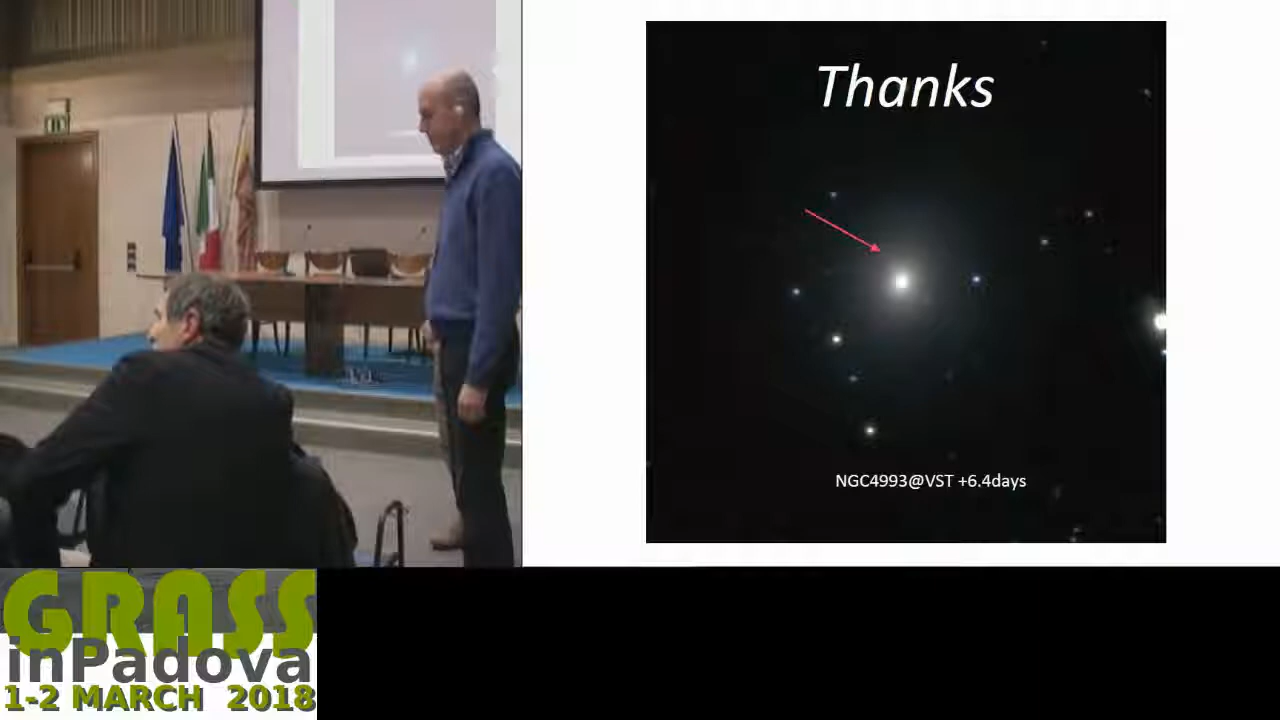 Thanks
NGC4993@VST +6.4days
GRASS
inPadova
1-2 MARCH 2018